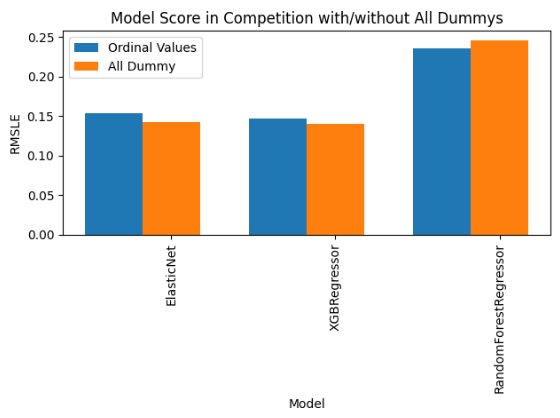 Model Score in Competition with/without All Dummys
Ordinal Values
All Dummy
RMSLE
0.25
0.20
0.15
0.10
0.05
0.00
ElasticNet
XGBRegressor
RandomForestRegressor
Model